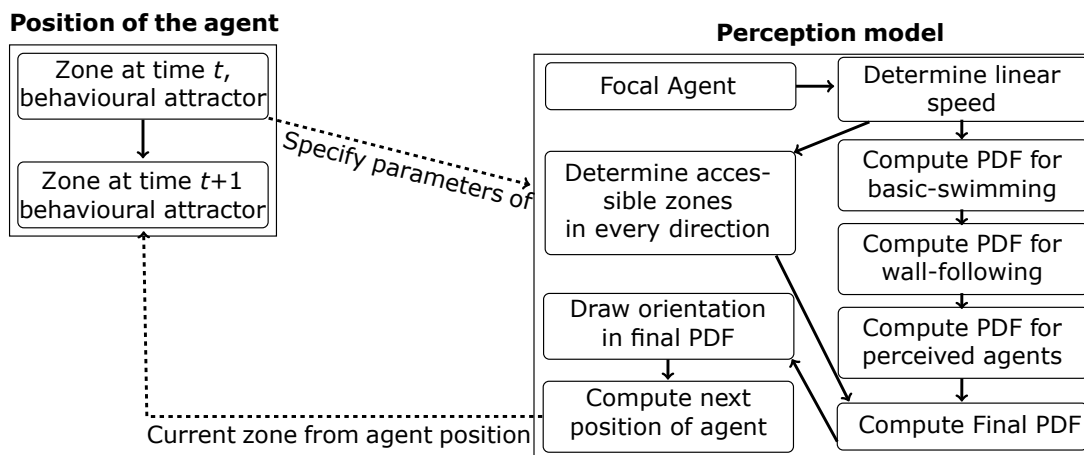 Position of the agent
Zone at time t,
behavioural attractor
Zone at time t+1
behavioural attractor
Specify parameters of
Current zone from agent position
Perception model
Focal Agent
Determine linear
speed
Determine acces-
sible zones
in every direction
Compute PDF for
basic-swimming
Compute PDF for
wall-following
Compute PDF for
perceived agents
Compute Final PDF
Draw orientation
in final PDF
Compute next
position of agent